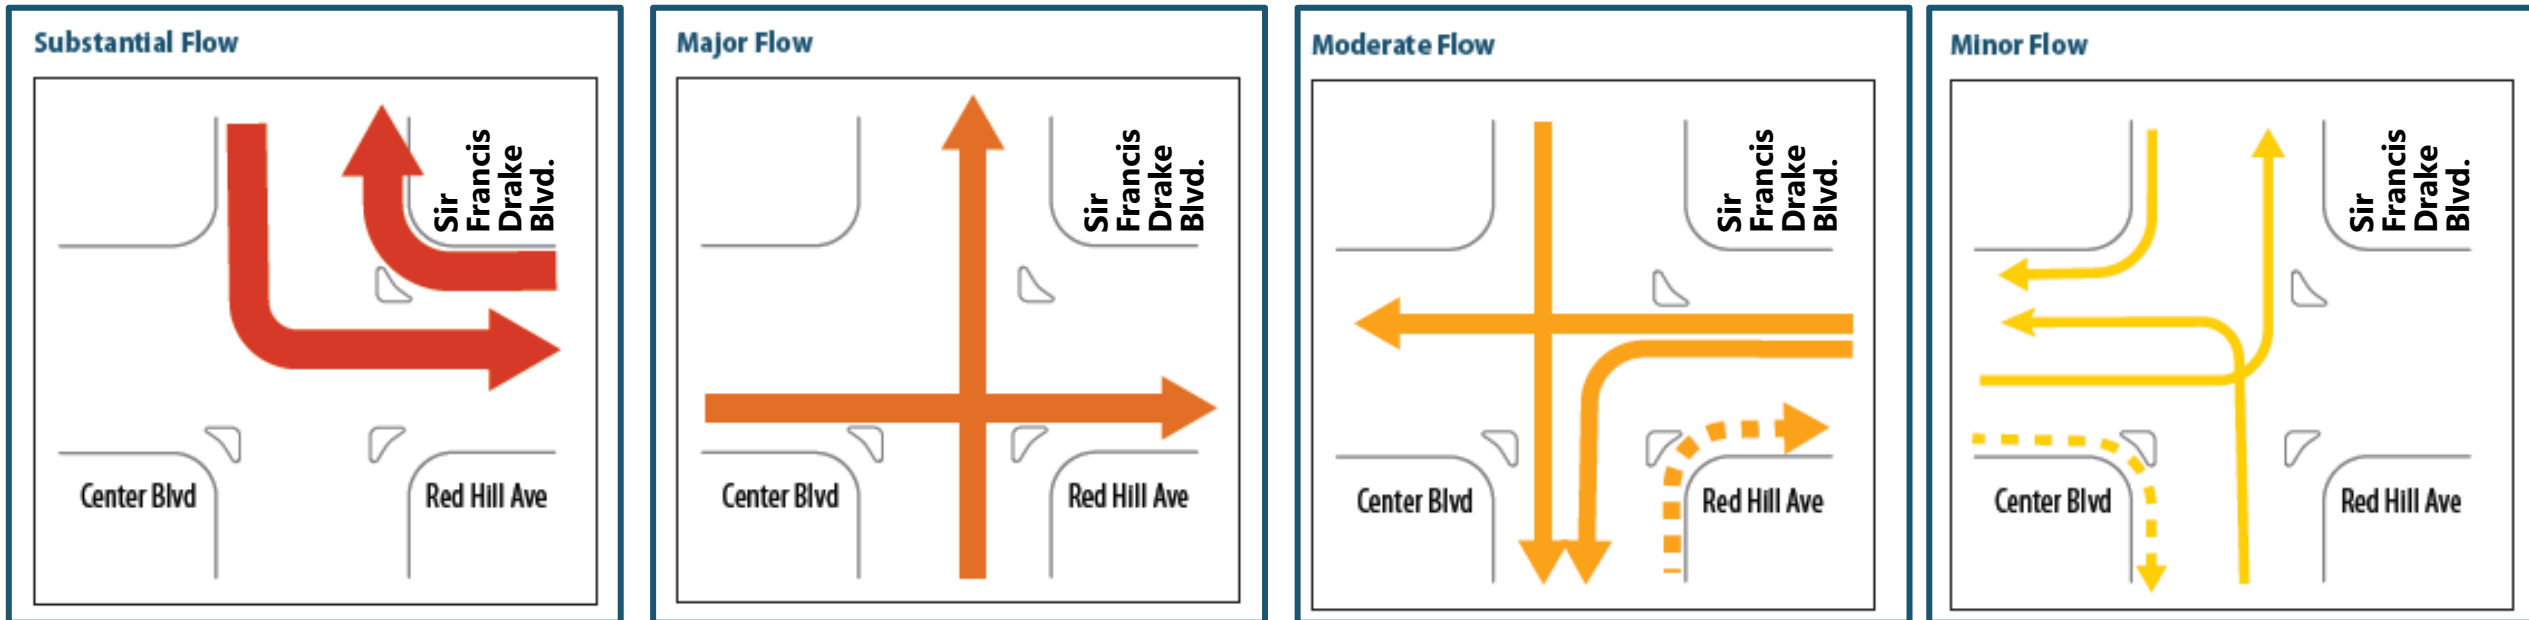 Substantial Flow
Sir
Francis
Drake
Blvd.
Center Blvd
Red Hill Ave
Major Flow
Sir
Francis
Drake
Blvd.
Center Blvd
Red Hill Ave
Moderate Flow
Sir
Francis
Drake
Blvd.
Center Blvd
Red Hill Ave
Minor Flow
Sir
Francis
Drake
Blvd.
Center Blvd
Red Hill Ave